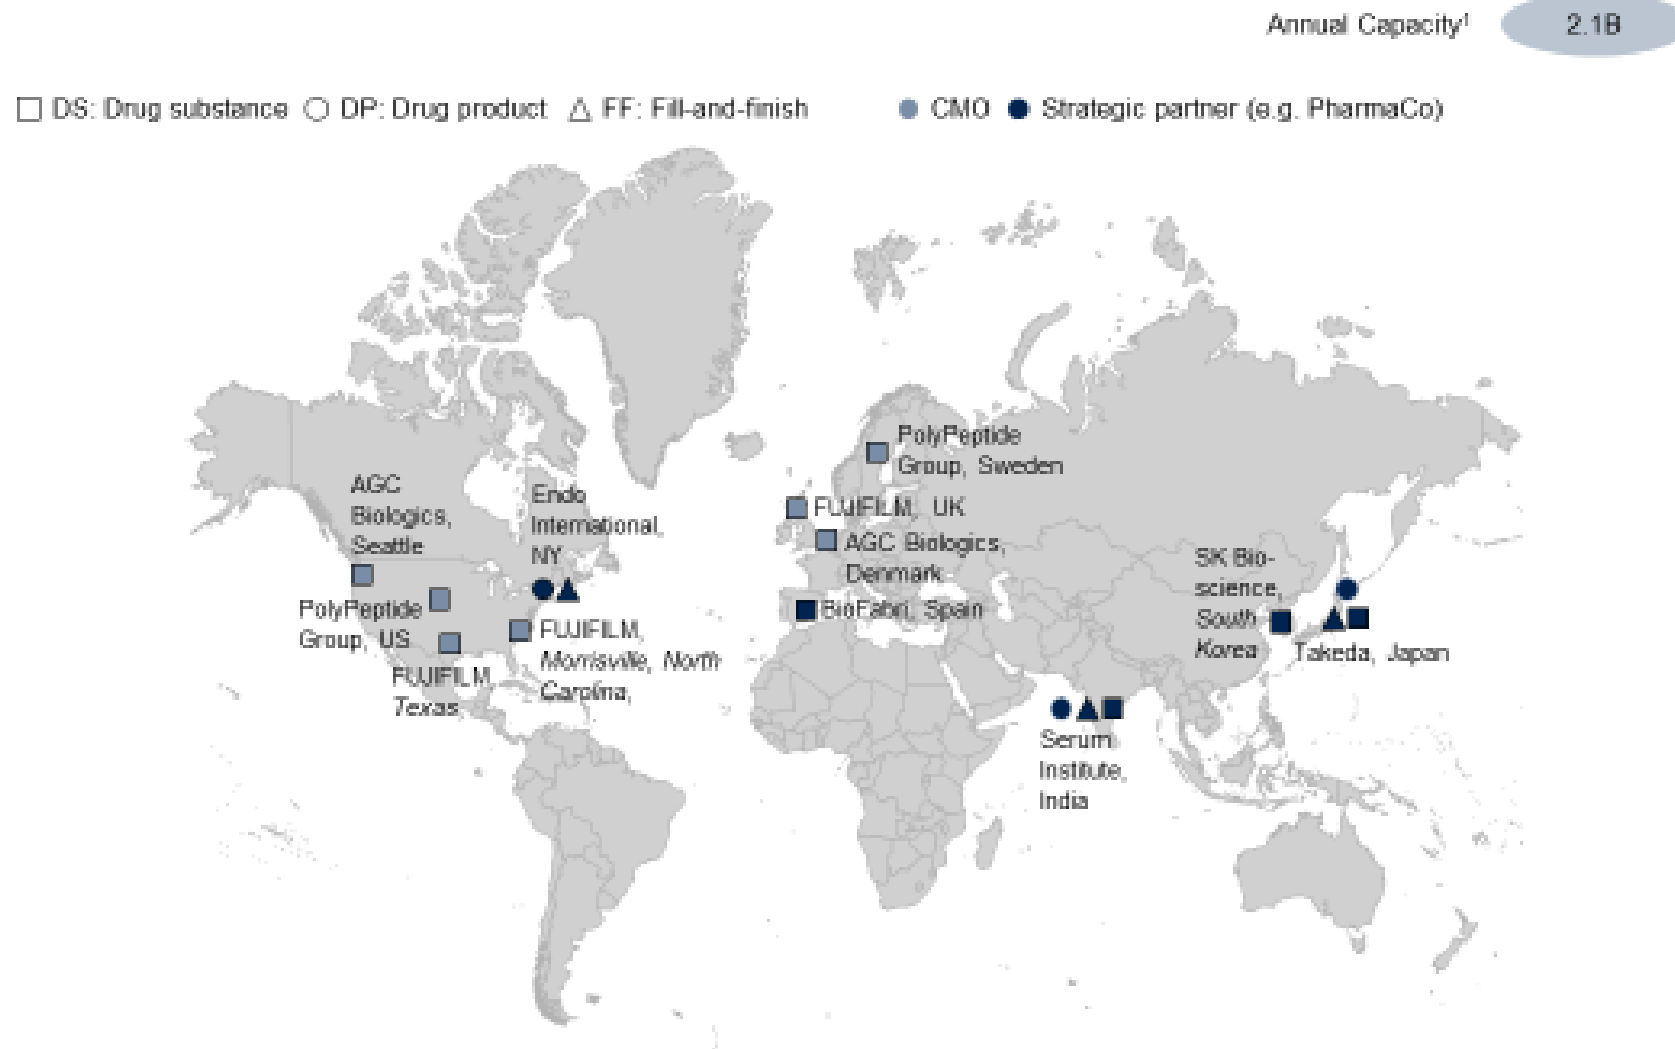 Annual Capacity¹ 2.1B
DS: Drug substance DP: Drug product FF: Fill-and-finish CMO Strategic partner (e.g. PharmaCo)
PolyPeptide
Group, Sweden
AGC
Biologics,
Seattle
Endo
International,
NY
FUJIFILM, UK
AGC Biologics,
Denmark
SK Bio-
science,
South
Korea
PolyPeptide
Group, US
BioFabri, Spain
FUJIFILM,
Morrisville, North
Carolina,
Takeda, Japan
FUJIFILM
Texas,
Serum
Institute,
India